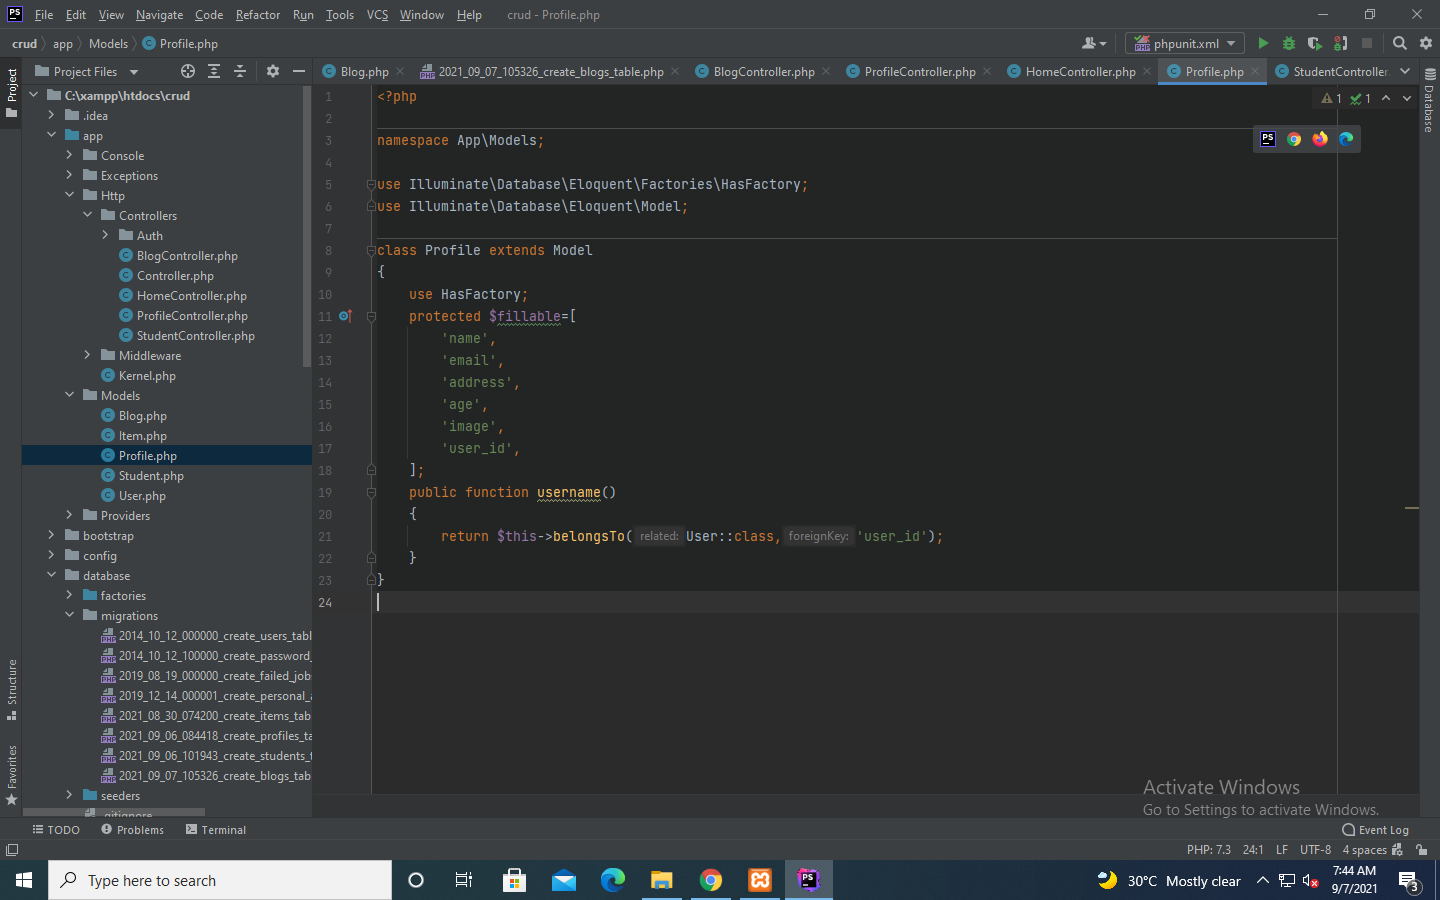 PS File Edit View Navigate Code Refactor Run Tools VCS Window Help crud - Profile.php
crud app Models Profile.php phpunit.xml
Project Project Files Blog.php 2021_09_07_105326_create_blogs_table.php BlogController.php ProfileController.php HomeController.php Profile.php StudentController. Database
C:\xampp\htdocs\crud
.idea
app
Console
Exceptions
Http
Controllers
Auth
BlogController.php
Controller.php
HomeController.php
ProfileController.php
StudentController.php
Middleware
Kernel.php
Models
Blog.php
Item.php
Profile.php
Student.php
User.php
Providers
bootstrap
config
database
factories
migrations
2014_10_12_000000_create_users_tabl
2014_10_12_100000_create_password_
2019_08_19_000000_create_failed_job
2019_12_14_000001_create_personal_a
2021_08_30_074200_create_items_tab
2021_09_06_084418_create_profiles_ta
2021_09_06_101943_create_students_t
2021_09_07_105326_create_blogs_tab
seeders
.gitignore
Structure
Favorites
1 <?php
2
3 namespace App\Models;
4
5 use Illuminate\Database\Eloquent\Factories\HasFactory;
6 use Illuminate\Database\Eloquent\Model;
7
8 class Profile extends Model
9 {
10 use HasFactory;
11 protected $fillable=[
12 'name',
13 'email',
14 'address',
15 'age',
16 'image',
17 'user_id',
18 ];
19 public function username()
20 {
21 return $this->belongsTo( related: User::class, foreignKey: 'user_id');
22 }
23 }
24
1 1
PS
Activate Windows
Go to Settings to activate Windows.
TODO Problems Terminal Event Log
PHP: 7.3 24:1 LF UTF-8 4 spaces
Type here to search PS 30°C Mostly clear 7:44 AM
9/7/2021 3